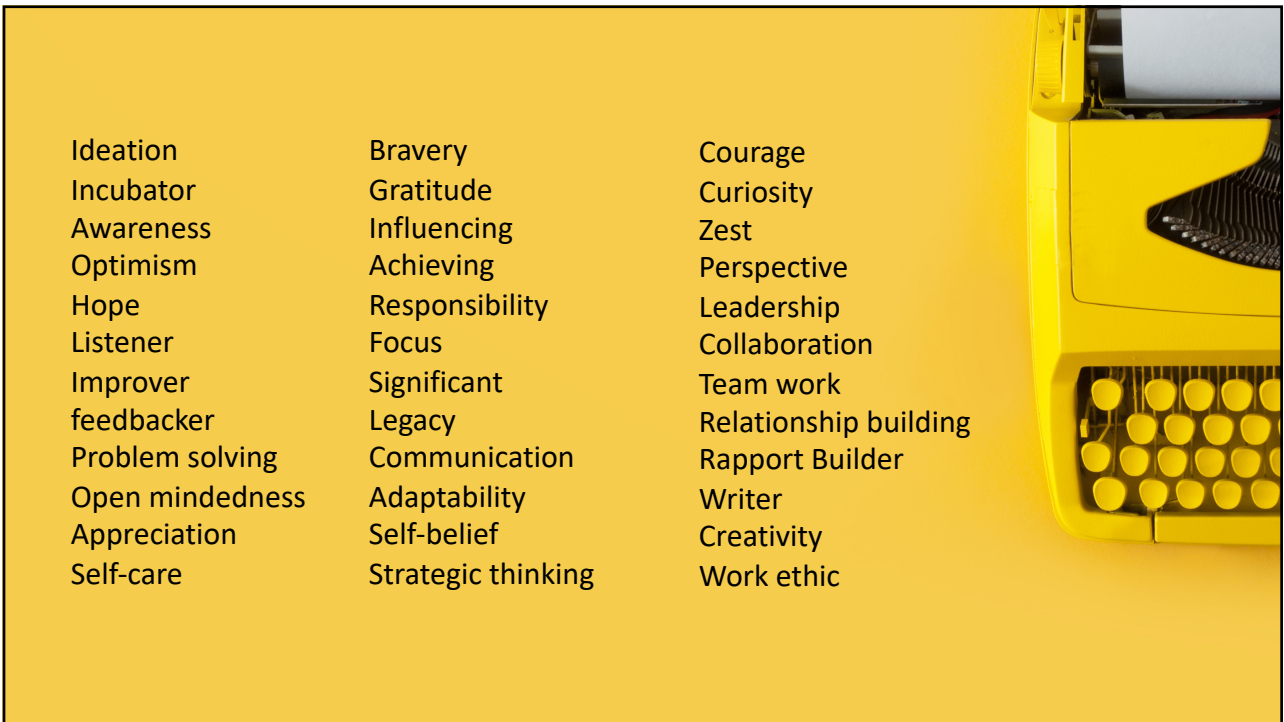 Ideation
Incubator
Awareness
Optimism
Hope
Listener
Improver
feedbacker
Problem solving
Open mindedness
Appreciation
Self-care
Bravery
Gratitude
Influencing
Achieving
Responsibility
Focus
Significant
Legacy
Communication
Adaptability
Self-belief
Strategic thinking
Courage
Curiosity
Zest
Perspective
Leadership
Collaboration
Team work
Relationship building
Rapport Builder
Writer
Creativity
Work ethic